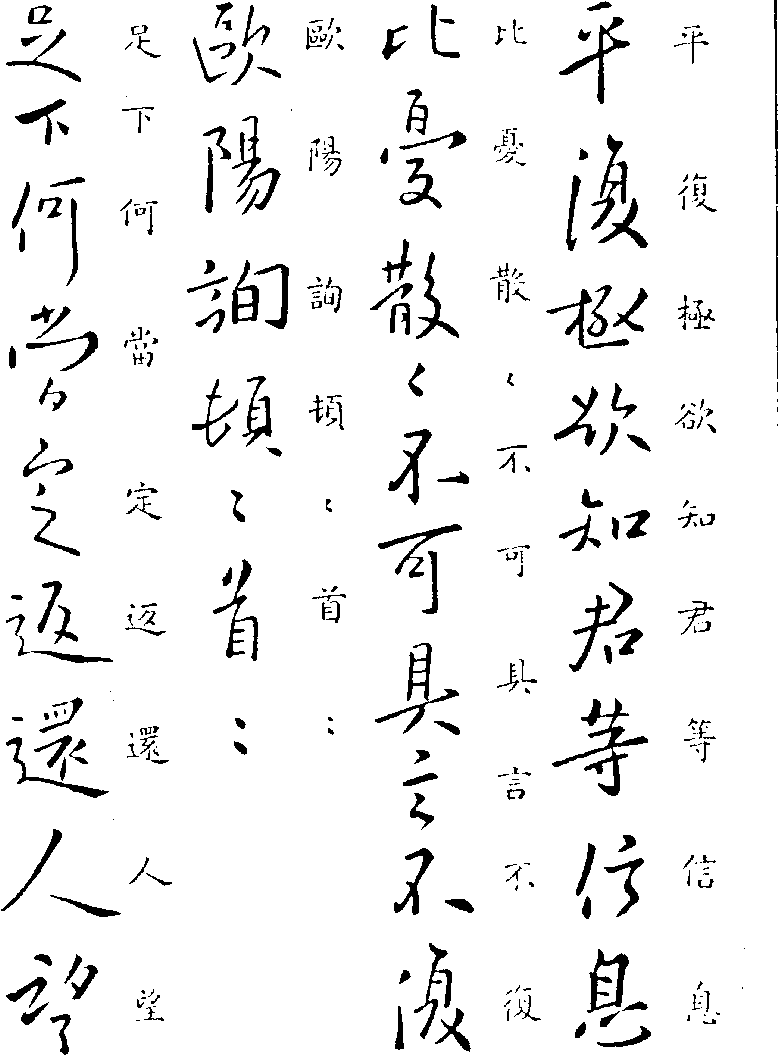 平復極欲知君等信息
平復極欲知君等信息
比憂散〻不可具言不復
比憂散〻不可具言不復
歐陽詢頓〻首〻
歐陽詢頓〻首〻
足下何當定返還人望
足下何當定返還人望